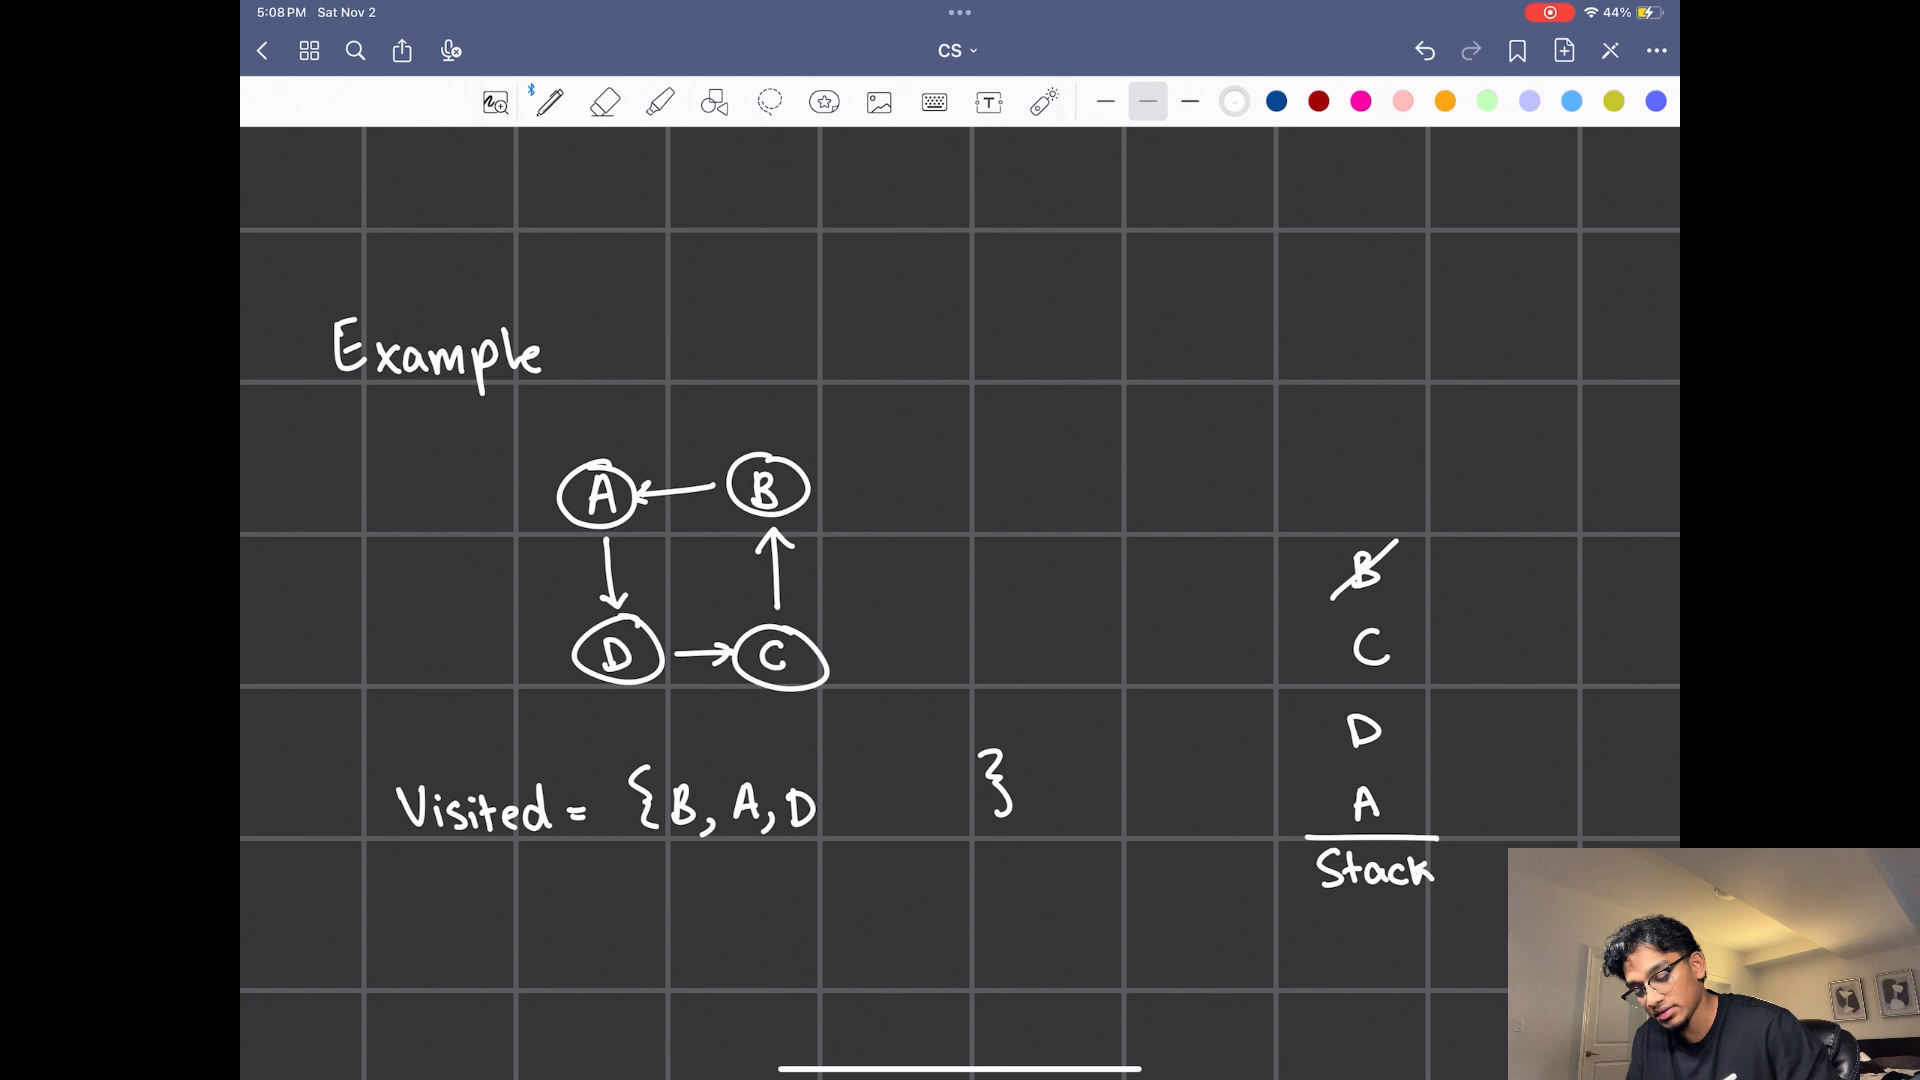 5:08 PM Sat Nov 2
44%
CS
T
Example
A B
D C
Visited = { B, A, D }
B
C
D
A
Stack